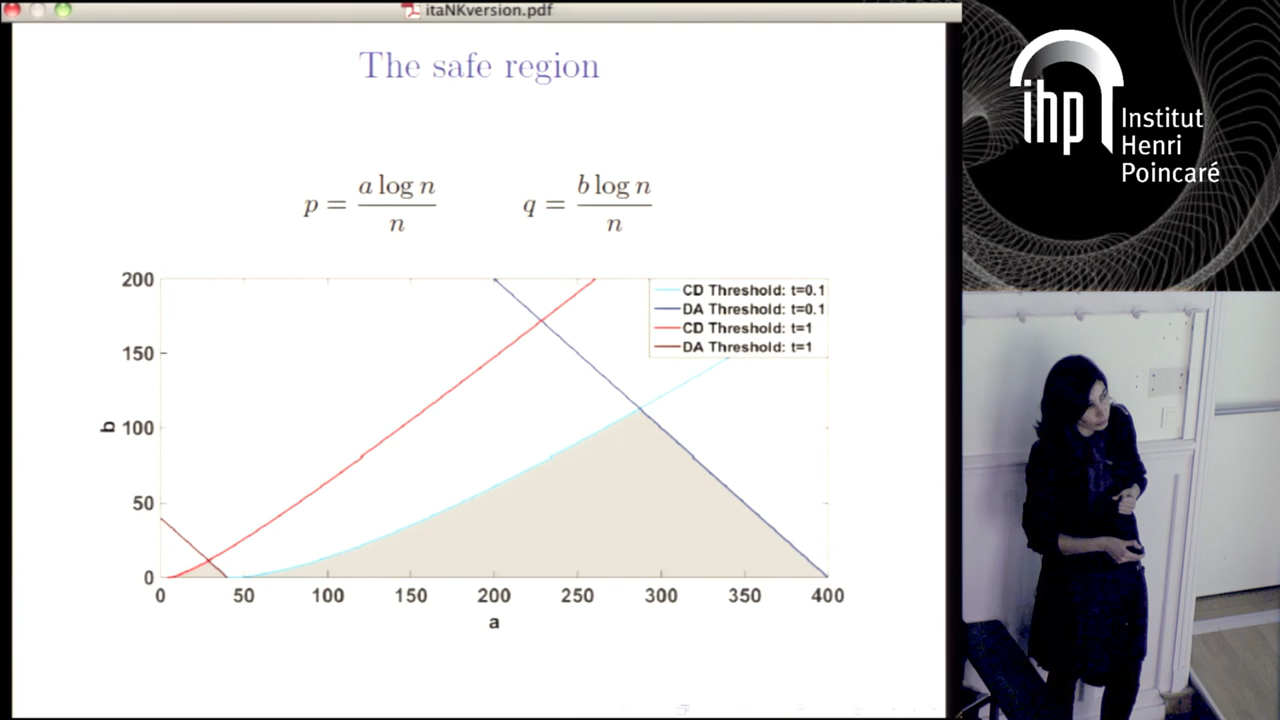 itaNKversion.pdf
The safe region
p = a log n / n
q = b log n / n
200
150
100
50
0
b
CD Threshold: t=0.1
DA Threshold: t=0.1
CD Threshold: t=1
DA Threshold: t=1
0 50 100 150 200 250 300 350 400
a
ihp
Institut
Henri
Poincaré